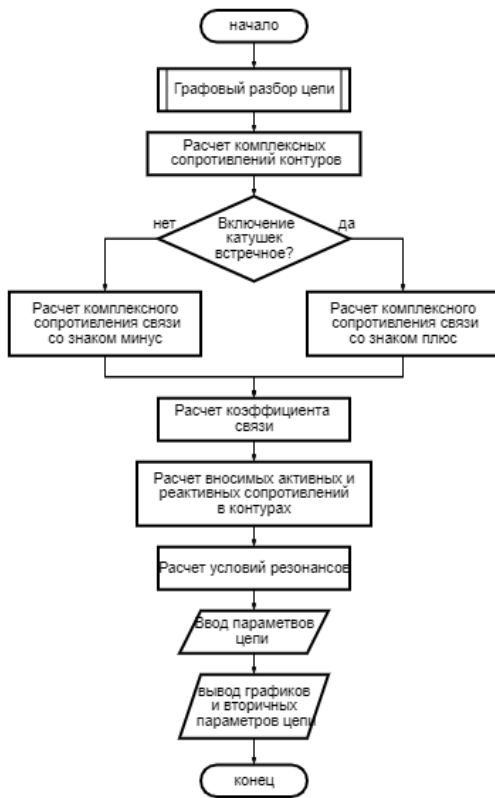 начало
Графовый разбор цепи
Расчет комплексных
сопротивлений контуров
нет
Включение
катушек
встречное?
да
Расчет комплексного
сопротивления связи
со знаком минус
Расчет комплексного
сопротивления связи
со знаком плюс
Расчет коэффициента
связи
Расчет вносимых активных и
реактивных сопротивлений
в контурах
Расчет условий резонансов
Ввод параметвов
цепи
вывод графиков
и вторичных
параметров цепи
конец